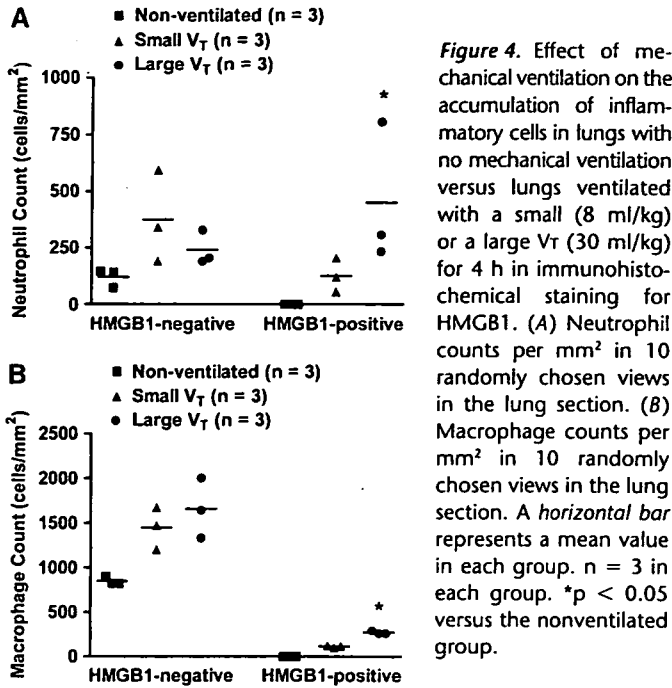 A
■ Non-ventilated (n = 3)
▲ Small VT (n = 3)
● Large VT (n = 3)
Neutrophil Count (cells/mm²)
1000
750
500
250
0
*
HMGB1-negative
HMGB1-positive
B
■ Non-ventilated (n = 3)
▲ Small VT (n = 3)
● Large VT (n = 3)
Macrophage Count (cells/mm²)
2500
2000
1500
1000
500
0
*
HMGB1-negative
HMGB1-positive
Figure 4. Effect of me-
chanical ventilation on the
accumulation of inflam-
matory cells in lungs with
no mechanical ventilation
versus lungs ventilated
with a small (8 ml/kg)
or a large VT (30 ml/kg)
for 4 h in immunohisto-
chemical staining for
HMGB1. (A) Neutrophil
counts per mm² in 10
randomly chosen views
in the lung section. (B)
Macrophage counts per
mm² in 10 randomly
chosen views in the lung
section. A horizontal bar
represents a mean value
in each group. n = 3 in
each group. *p < 0.05
versus the nonventilated
group.